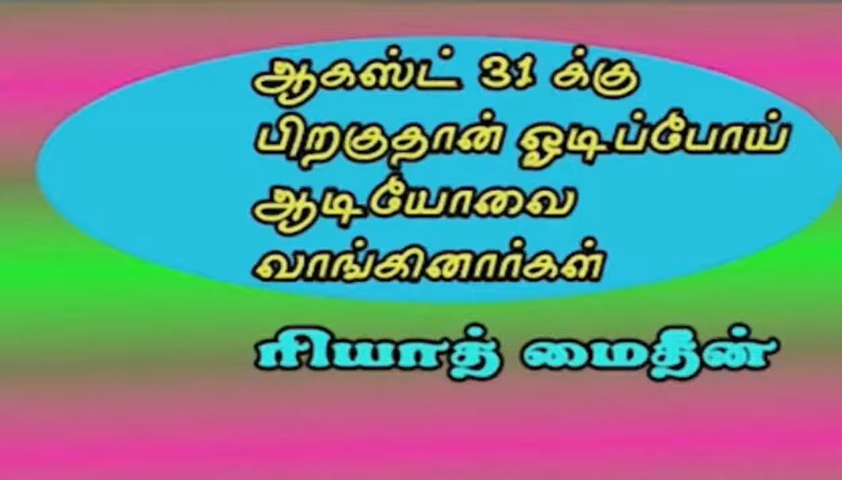 ஆகஸ்ட் 31 க்கு
பிறகுதான் ஓடிப்போய்
ஆடியோவை
வாங்கினார்கள்
ரியாத் மைதீன்